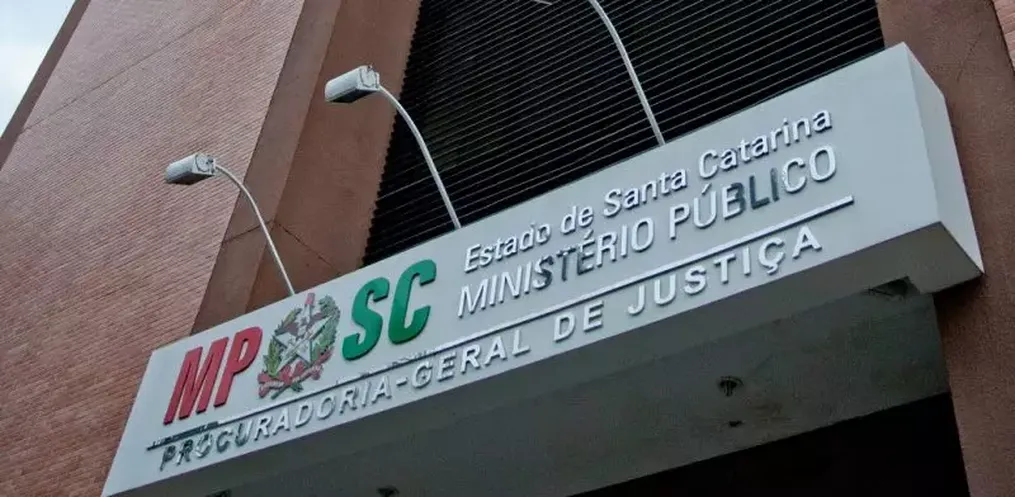 MP SC
Estado de Santa Catarina
MINISTÉRIO PÚBLICO
PROCURADORIA-GERAL DE JUSTIÇA